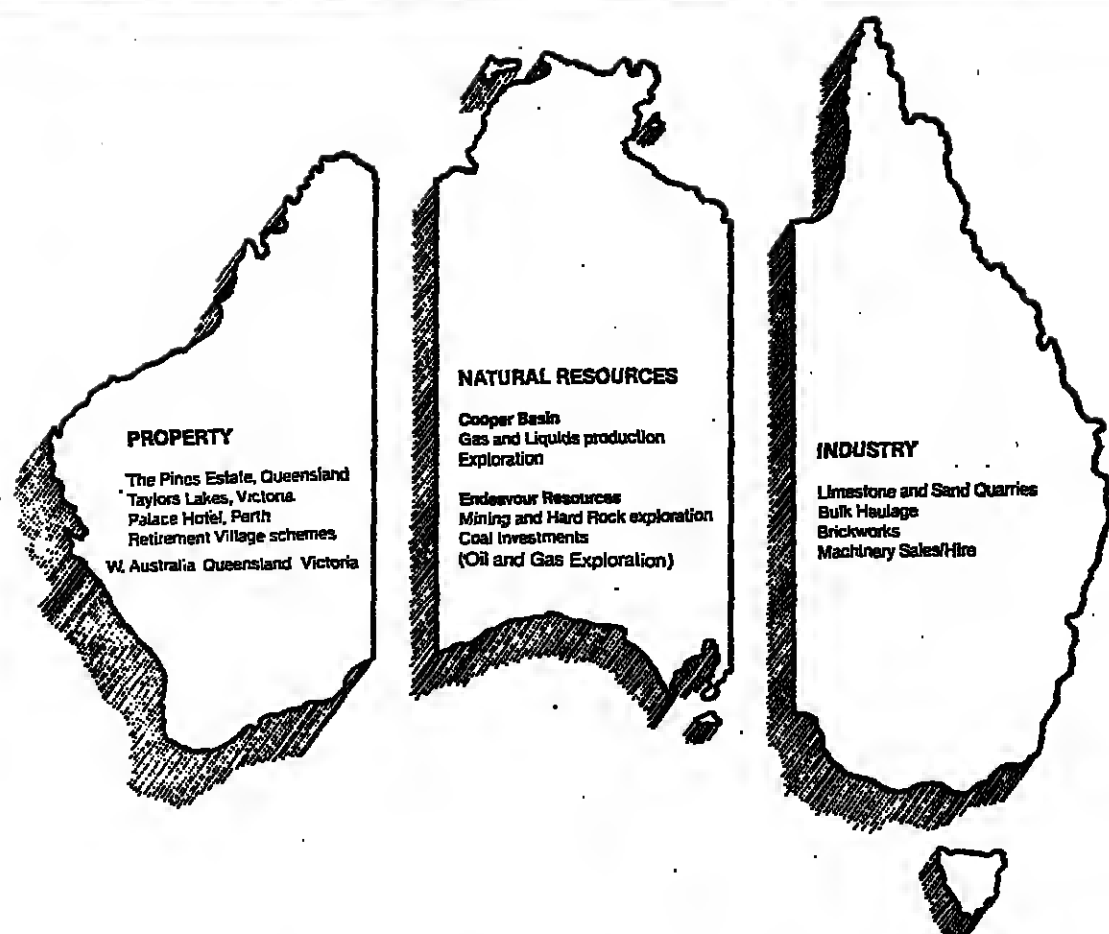 PROPERTY
The Pines Estate, Queensland
Taylors Lakes, Victoria
Palace Hotel, Perth
Retirement Village schemes
W. Australia Queensland Victoria
NATURAL RESOURCES
Cooper Basin
Gas and Liquids production
Exploration
Endeavour Resources
Mining and Hard Rock exploration
Coal Investments
(Oil and Gas Exploration)
INDUSTRY
Limestone and Sand Quarries
Bulk Haulage
Brickworks
Machinery Sales/Hire